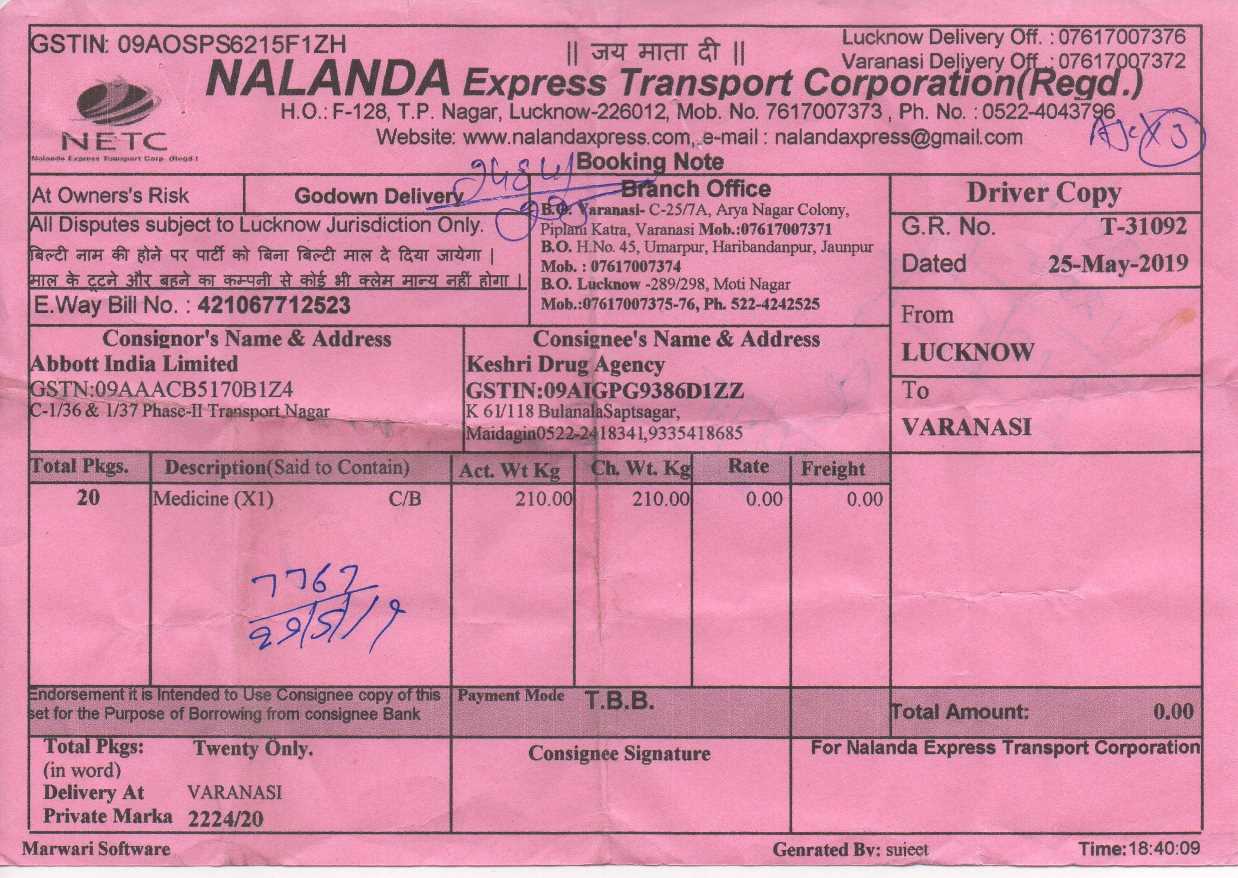 GSTIN: 09AOSPS6215F1ZH
|| जय माता दी ||
Lucknow Delivery Off. : 07617007376
Varanasi Delivery Off. : 07617007372
NALANDA Express Transport Corporation(Regd.)
H.O.: F-128, T.P. Nagar, Lucknow-226012, Mob. No. 7617007373 , Ph. No. : 0522-4043796
Website: www.nalandaxpress.com, e-mail : nalandaxpress@gmail.com
NETC
Nalanda Express Transport Corp. (Regd.)
Booking Note
At Owners's Risk
Godown Delivery
All Disputes subject to Lucknow Jurisdiction Only.
बिल्टी नाम की होने पर पार्टी को बिना बिल्टी माल दे दिया जायेगा |
माल के टूटने और बहने का कम्पनी से कोई भी क्लेम मान्य नहीं होगा |
E.Way Bill No. : 421067712523
Branch Office
B.O. Varanasi- C-25/7A, Arya Nagar Colony,
Piplani Katra, Varanasi Mob.:07617007371
B.O. H.No. 45, Umarpur, Haribandanpur, Jaunpur
Mob. : 07617007374
B.O. Lucknow -289/298, Moti Nagar
Mob.:07617007375-76, Ph. 522-4242525
Driver Copy
G.R. No. T-31092
Dated 25-May-2019
From
LUCKNOW
To
VARANASI
Consignor's Name & Address
Abbott India Limited
GSTN:09AAACB5170B1Z4
C-1/36 & 1/37 Phase-II Transport Nagar
Consignee's Name & Address
Keshri Drug Agency
GSTIN:09AIGPG9386D1ZZ
K 61/118 BulanalaSaptsagar,
Maidagin0522-2418341,9335418685
Total Pkgs. Description(Said to Contain) Act. Wt Kg Ch. Wt. Kg Rate Freight
20 Medicine (X1) C/B 210.00 210.00 0.00 0.00
7767
29/5/19
Endorsement it is Intended to Use Consignee copy of this
set for the Purpose of Borrowing from consignee Bank
Payment Mode T.B.B.
Total Amount: 0.00
Total Pkgs: Twenty Only.
(in word)
Delivery At VARANASI
Private Marka 2224/20
Consignee Signature
For Nalanda Express Transport Corporation
Marwari Software
Genrated By: sujeet
Time:18:40:09